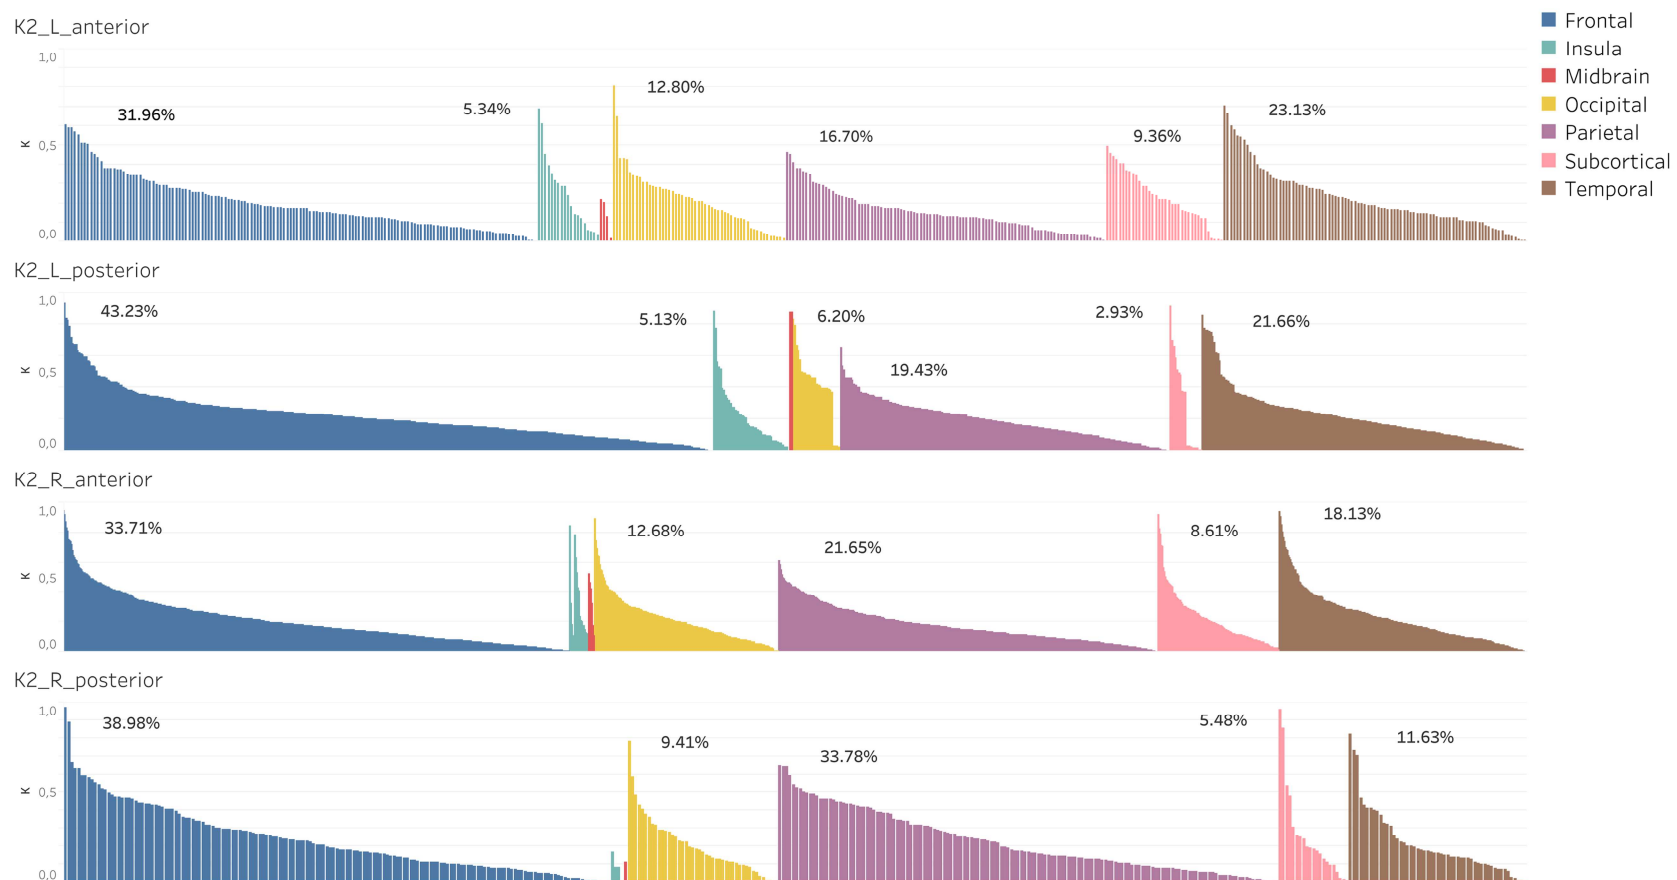 K2_L_anterior
1,0
0,5
0,0
K
31.96%
5.34%
12.80%
16.70%
9.36%
23.13%
Frontal
Insula
Midbrain
Occipital
Parietal
Subcortical
Temporal
K2_L_posterior
1,0
0,5
0,0
K
43.23%
5.13%
6.20%
19.43%
2.93%
21.66%
K2_R_anterior
1,0
0,5
0,0
K
33.71%
12.68%
21.65%
8.61%
18.13%
K2_R_posterior
1,0
0,5
0,0
K
38.98%
9.41%
33.78%
5.48%
11.63%